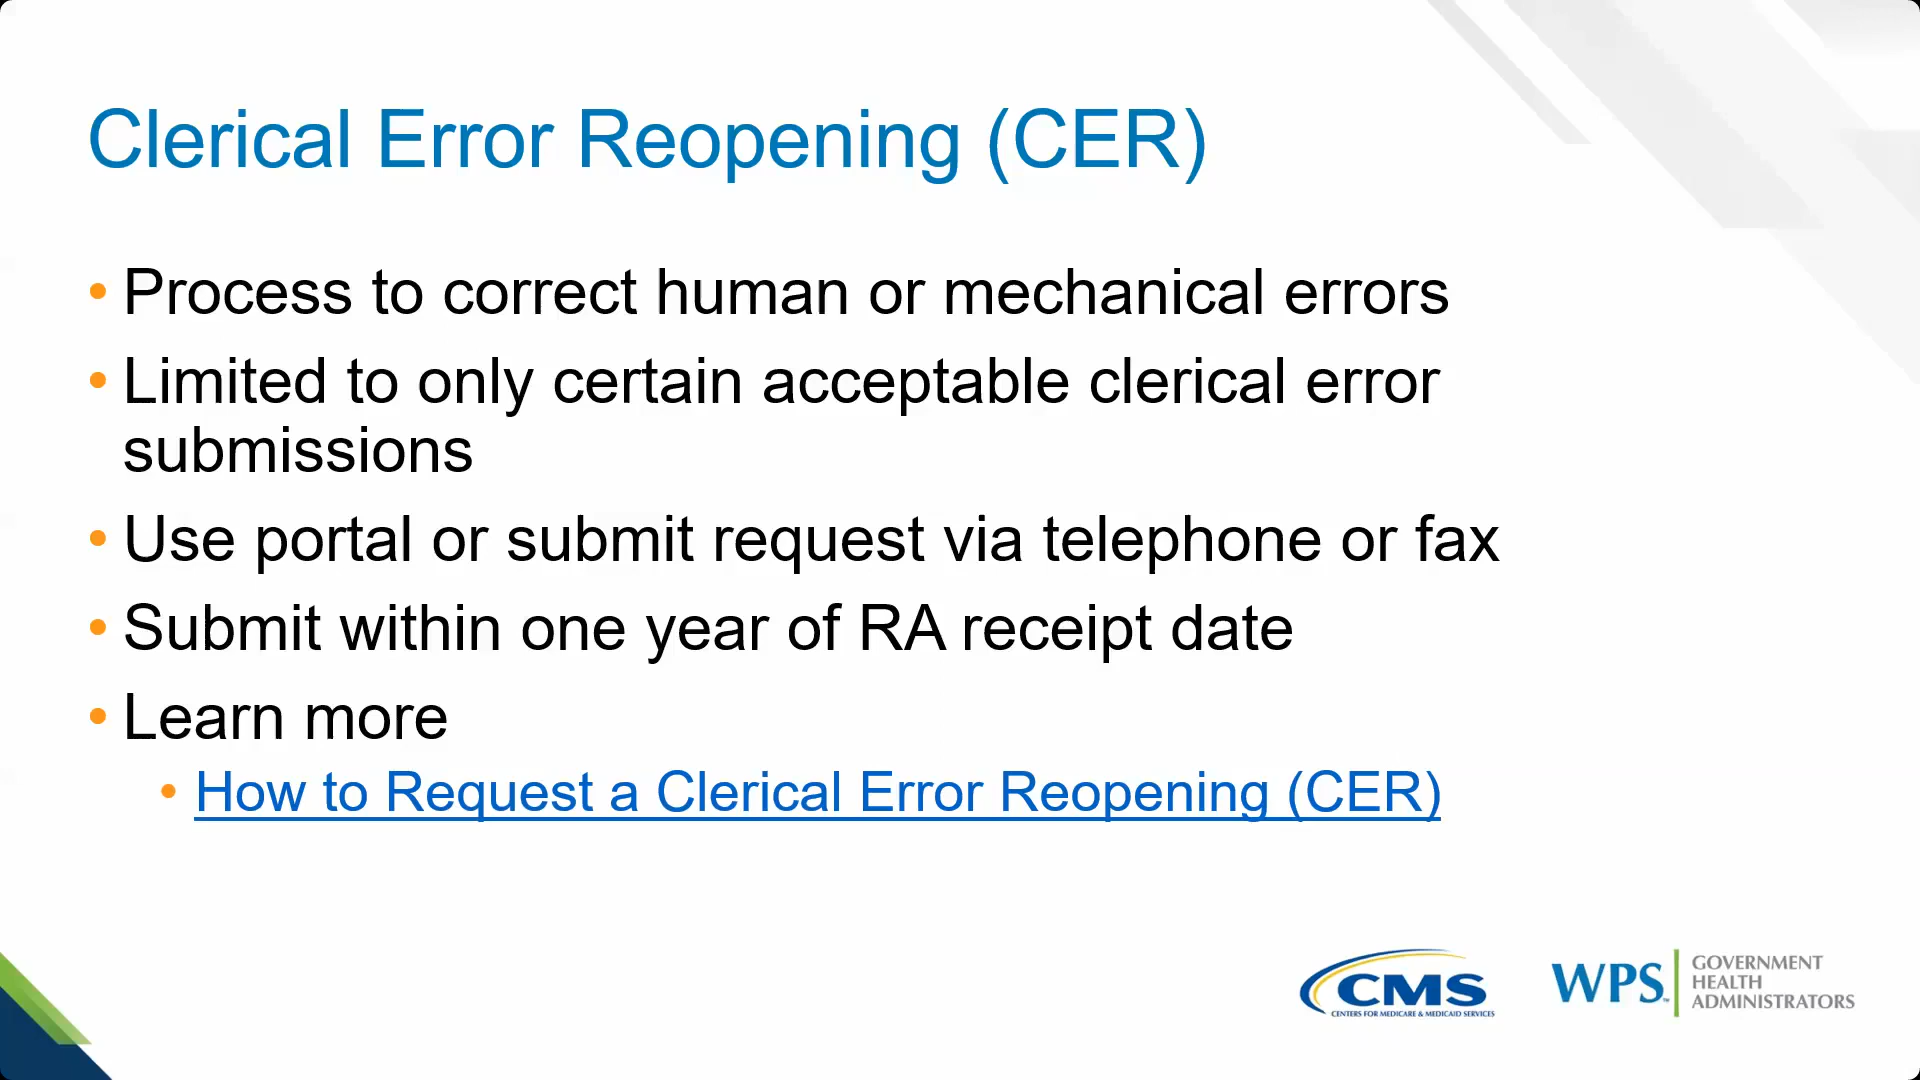 Clerical Error Reopening (CER)
• Process to correct human or mechanical errors
• Limited to only certain acceptable clerical error
submissions
• Use portal or submit request via telephone or fax
• Submit within one year of RA receipt date
• Learn more
• How to Request a Clerical Error Reopening (CER)
CMS
CENTERS FOR MEDICARE & MEDICAID SERVICES
WPS™
GOVERNMENT
HEALTH
ADMINISTRATORS